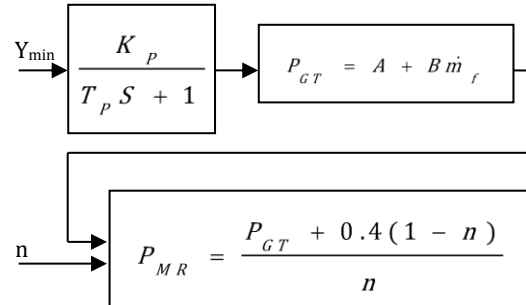 Y_min
K_P / (T_P S + 1)
P_GT = A + B ṁ_f
n
P_MR = (P_GT + 0.4(1 - n)) / n